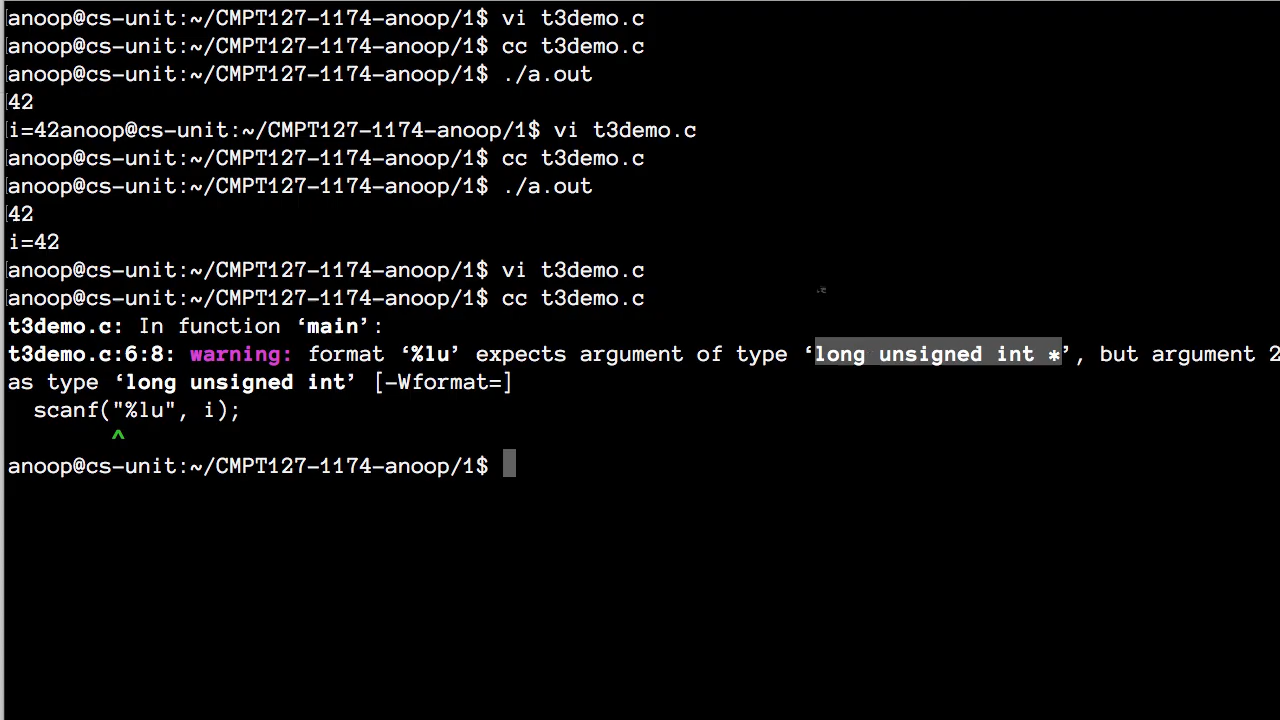 anoop@cs-unit:~/CMPT127-1174-anoop/1$ vi t3demo.c
anoop@cs-unit:~/CMPT127-1174-anoop/1$ cc t3demo.c
anoop@cs-unit:~/CMPT127-1174-anoop/1$ ./a.out
42
i=42anoop@cs-unit:~/CMPT127-1174-anoop/1$ vi t3demo.c
anoop@cs-unit:~/CMPT127-1174-anoop/1$ cc t3demo.c
anoop@cs-unit:~/CMPT127-1174-anoop/1$ ./a.out
42
i=42
anoop@cs-unit:~/CMPT127-1174-anoop/1$ vi t3demo.c
anoop@cs-unit:~/CMPT127-1174-anoop/1$ cc t3demo.c
t3demo.c: In function ‘main’:
t3demo.c:6:8: warning: format ‘%lu’ expects argument of type ‘long unsigned int *’, but argument 2
as type ‘long unsigned int’ [-Wformat=]
scanf("%lu", i);
^
anoop@cs-unit:~/CMPT127-1174-anoop/1$